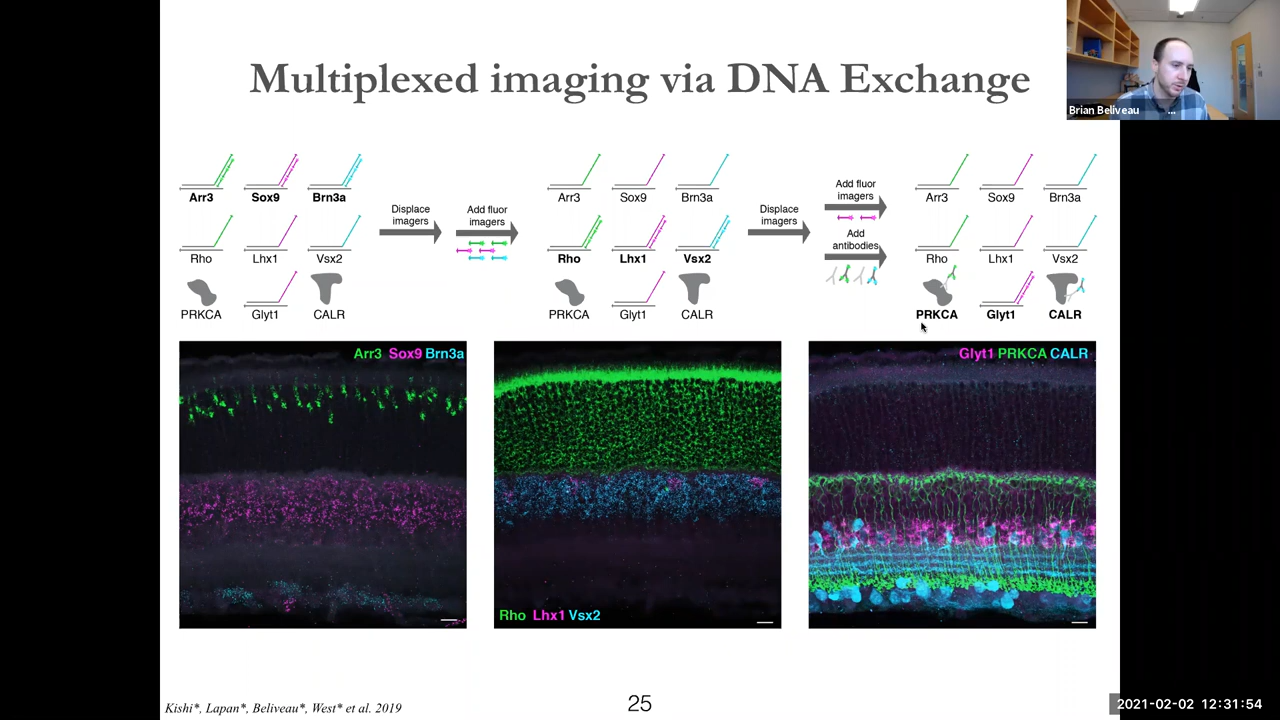 Multiplexed imaging via DNA Exchange
Brian Beliveau ...
Arr3 Sox9 Brn3a
Rho Lhx1 Vsx2
PRKCA Glyt1 CALR
Displace
imagers
Add fluor
imagers
Arr3 Sox9 Brn3a
Rho Lhx1 Vsx2
PRKCA Glyt1 CALR
Displace
imagers
Add fluor
imagers
Add
antibodies
Arr3 Sox9 Brn3a
Rho Lhx1 Vsx2
PRKCA Glyt1 CALR
Arr3 Sox9 Brn3a
Rho Lhx1 Vsx2
Glyt1 PRKCA CALR
Kishi*, Lapan*, Beliveau*, West* et al. 2019
25
2021-02-02 12:31:54